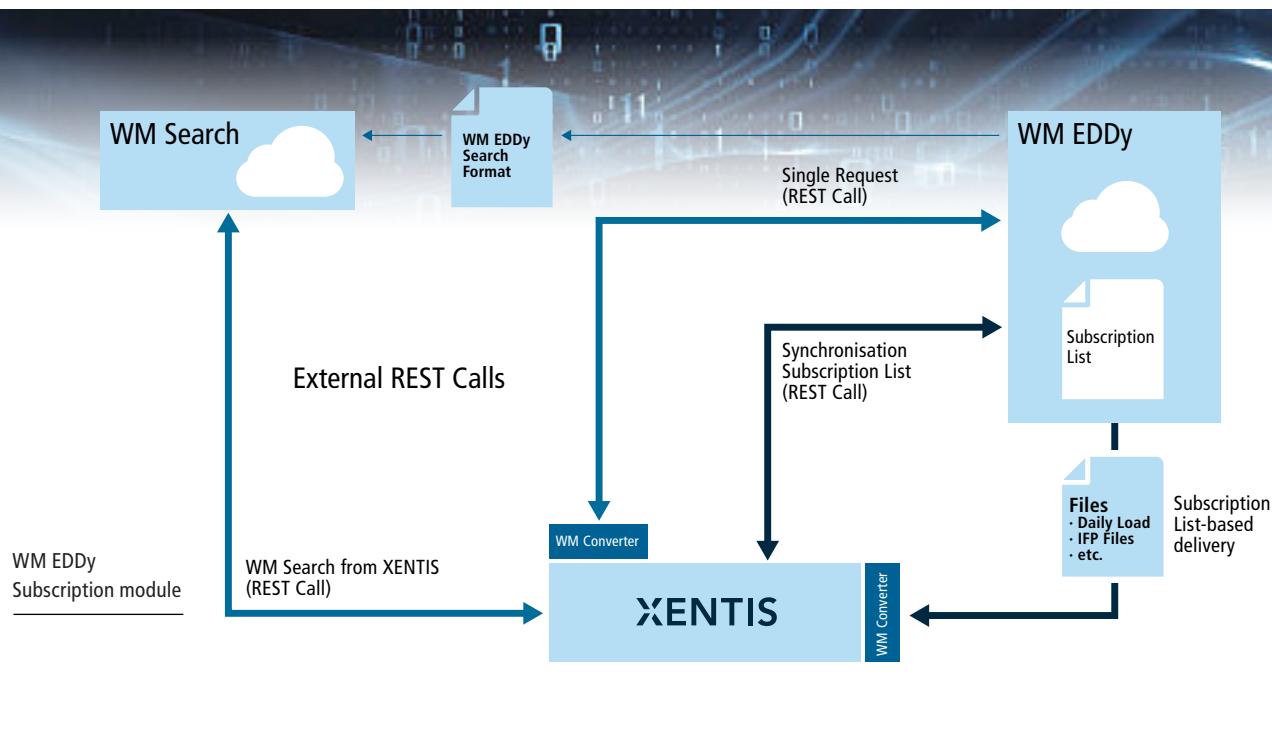 WM Search
WM EDDy
Search
Format
WM EDDy
Single Request
(REST Call)
Subscription
List
Synchronisation
Subscription List
(REST Call)
External REST Calls
Files
· Daily Load
· IFP Files
· etc.
Subscription
List-based
delivery
WM Converter
WM EDDy
Subscription module
WM Search from XENTIS
(REST Call)
XENTIS
WM Converter